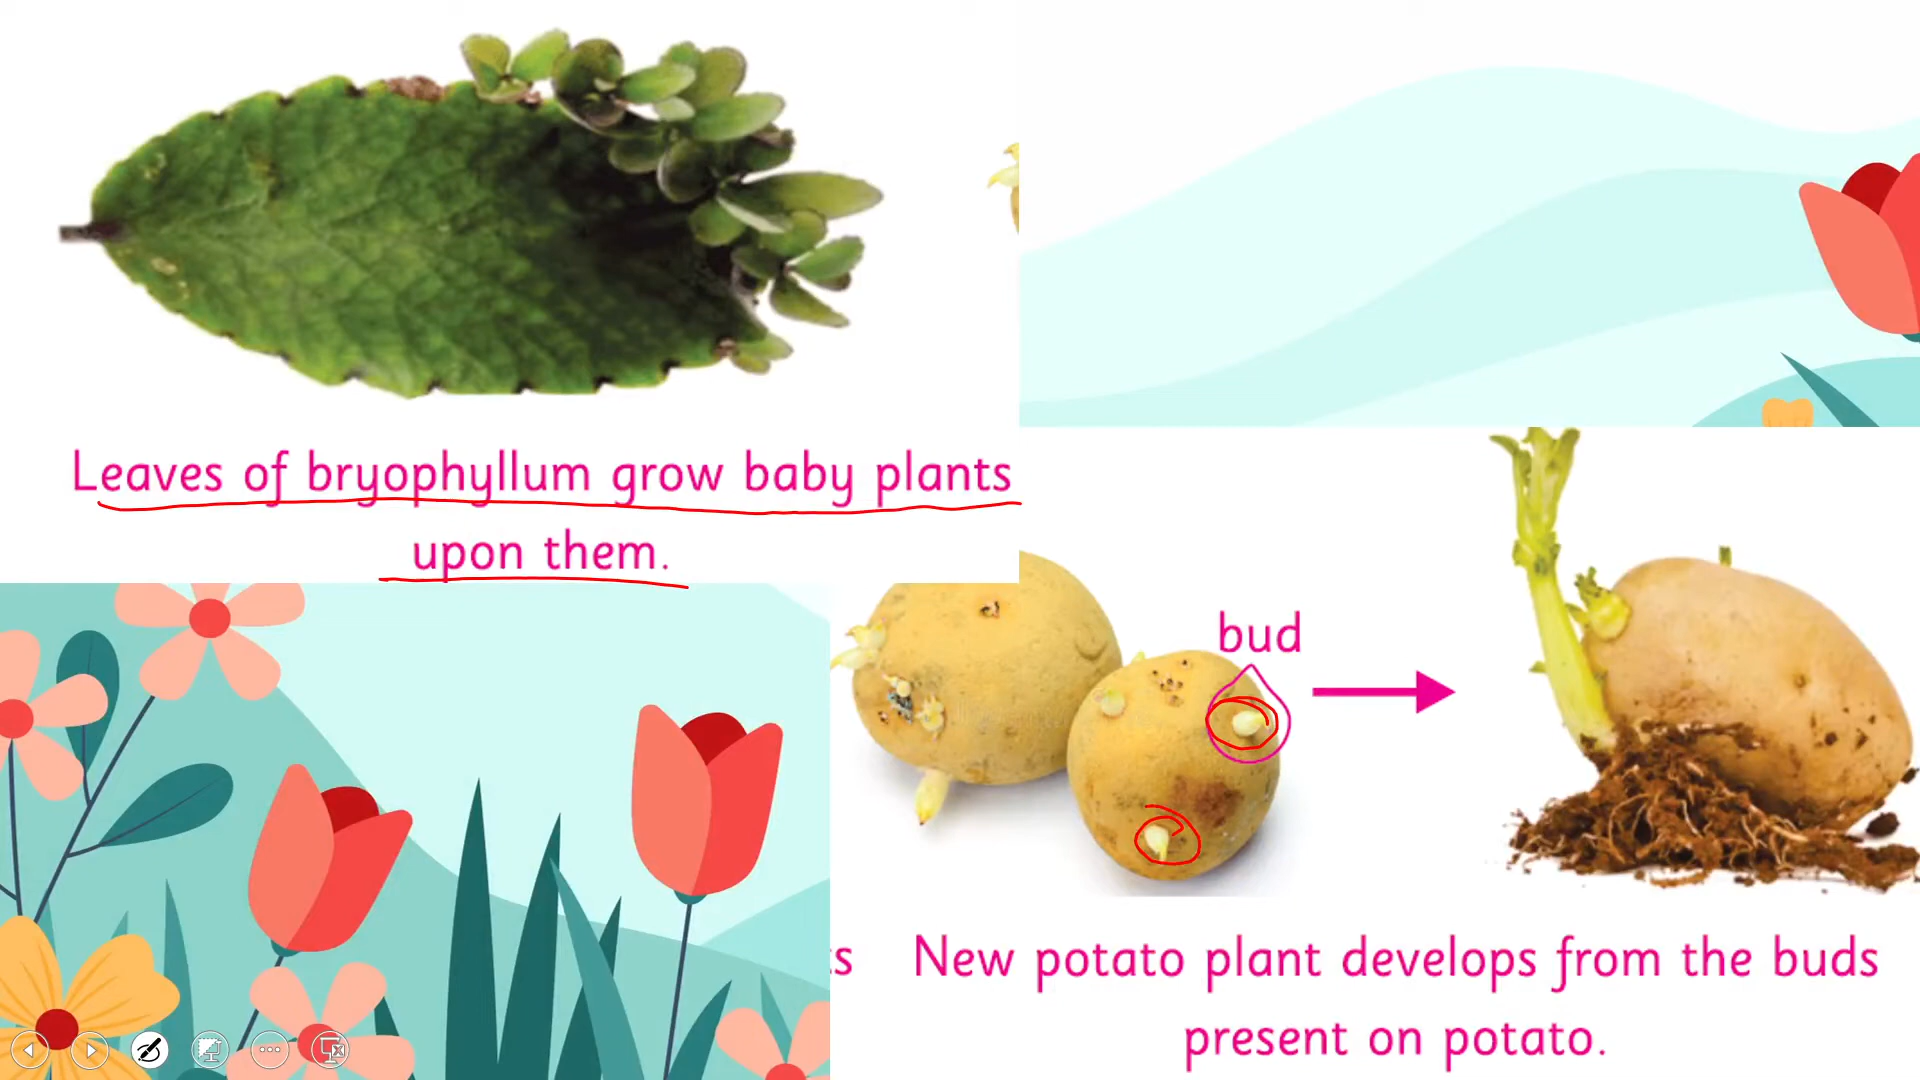 Leaves of bryophyllum grow baby plants
upon them.
bud
ts
New potato plant develops from the buds
present on potato.